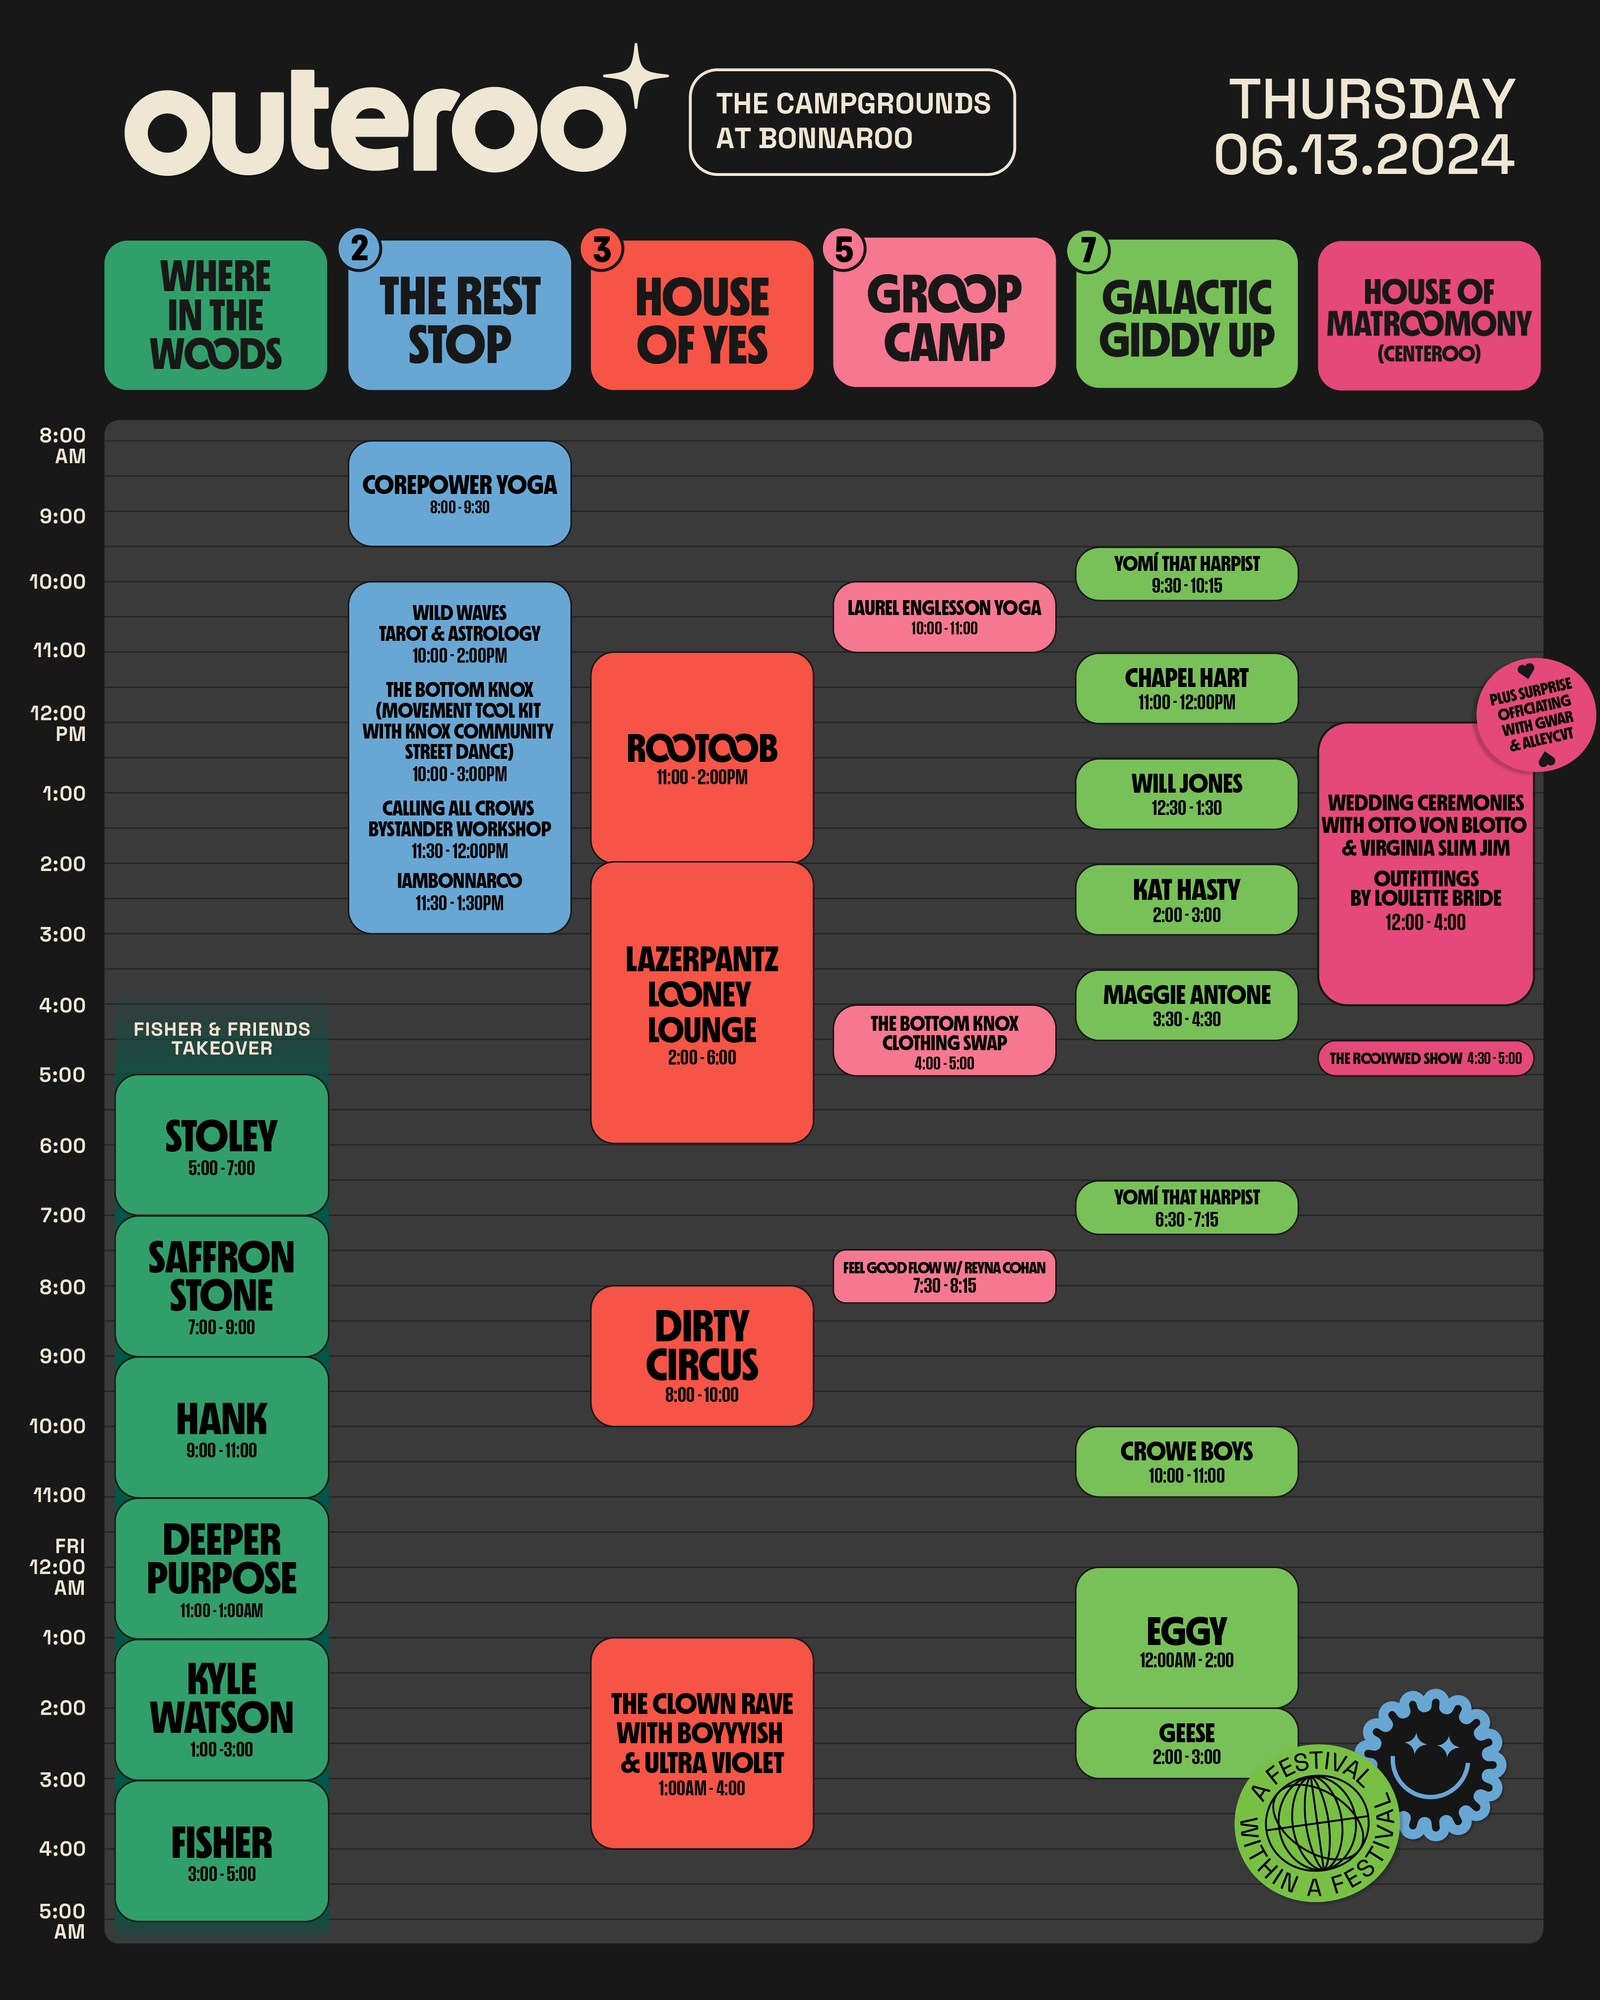 outeroo
THE CAMPGROUNDS
AT BONNAROO
THURSDAY
06.13.2024
WHERE
IN THE
WOODS
2
THE REST
STOP
3
HOUSE
OF YES
5
GROOP
CAMP
7
GALACTIC
GIDDY UP
HOUSE OF
MATROOMONY
(CENTEROO)
8:00
AM
9:00
10:00
11:00
12:00
PM
1:00
2:00
3:00
4:00
5:00
6:00
7:00
8:00
9:00
10:00
11:00
FRI
12:00
AM
1:00
2:00
3:00
4:00
5:00
AM
FISHER & FRIENDS
TAKEOVER
STOLEY
5:00 - 7:00
SAFFRON
STONE
7:00 - 9:00
HANK
9:00 - 11:00
DEEPER
PURPOSE
11:00 - 1:00AM
KYLE
WATSON
1:00 -3:00
FISHER
3:00 - 5:00
COREPOWER YOGA
8:00 - 9:30
WILD WAVES
TAROT & ASTROLOGY
10:00 - 2:00PM
THE BOTTOM KNOX
(MOVEMENT TOOL KIT
WITH KNOX COMMUNITY
STREET DANCE)
10:00 - 3:00PM
CALLING ALL CROWS
BYSTANDER WORKSHOP
11:30 - 12:00PM
IAMBONNAROO
11:30 - 1:30PM
ROOTOOB
11:00 - 2:00PM
LAZERPANTZ
LOONEY
LOUNGE
2:00 - 6:00
DIRTY
CIRCUS
8:00 - 10:00
THE CLOWN RAVE
WITH BOYYYISH
& ULTRA VIOLET
1:00AM - 4:00
LAUREL ENGLESSON YOGA
10:00 - 11:00
THE BOTTOM KNOX
CLOTHING SWAP
4:00 - 5:00
FEEL GOOD FLOW W/ REYNA COHAN
7:30 - 8:15
YOMÍ THAT HARPIST
9:30 - 10:15
CHAPEL HART
11:00 - 12:00PM
WILL JONES
12:30 - 1:30
KAT HASTY
2:00 - 3:00
MAGGIE ANTONE
3:30 - 4:30
YOMÍ THAT HARPIST
6:30 - 7:15
CROWE BOYS
10:00 - 11:00
EGGY
12:00AM - 2:00
GEESE
2:00 - 3:00
PLUS SURPRISE
OFFICIATING
WITH GWAR
& ALLEYCVT
WEDDING CEREMONIES
WITH OTTO VON BLOTTO
& VIRGINIA SLIM JIM
OUTFITTINGS
BY LOULETTE BRIDE
12:00 - 4:00
THE ROOLYWED SHOW 4:30 - 5:00
A FESTIVAL
WITHIN A FESTIVAL